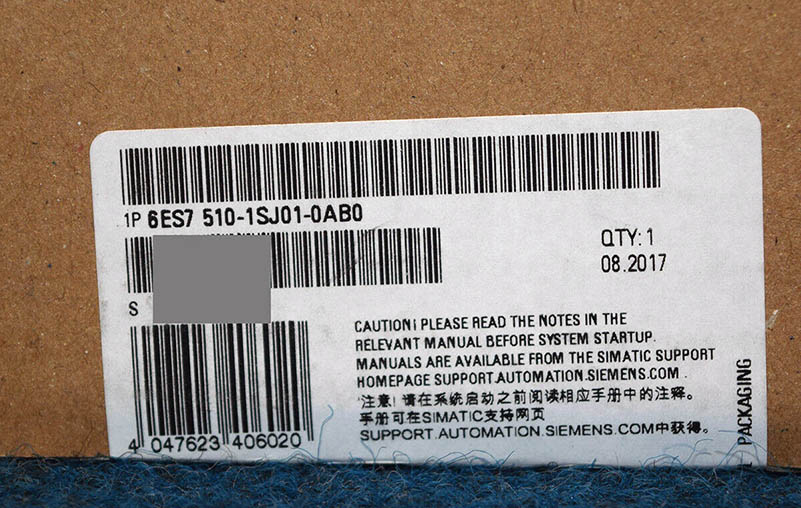 1P 6ES7 510-1SJ01-0AB0
QTY: 1
08.2017
S
CAUTION! PLEASE READ THE NOTES IN THE
RELEVANT MANUAL BEFORE SYSTEM STARTUP.
MANUALS ARE AVAILABLE FROM THE SIMATIC SUPPORT
HOMEPAGE SUPPORT.AUTOMATION.SIEMENS.COM.
注意! 请在系统启动之前阅读相应手册中的注释。
手册可在SIMATIC支持网页
SUPPORT.AUTOMATION.SIEMENS.COM中获得。
4 047623 406020
PACKAGING